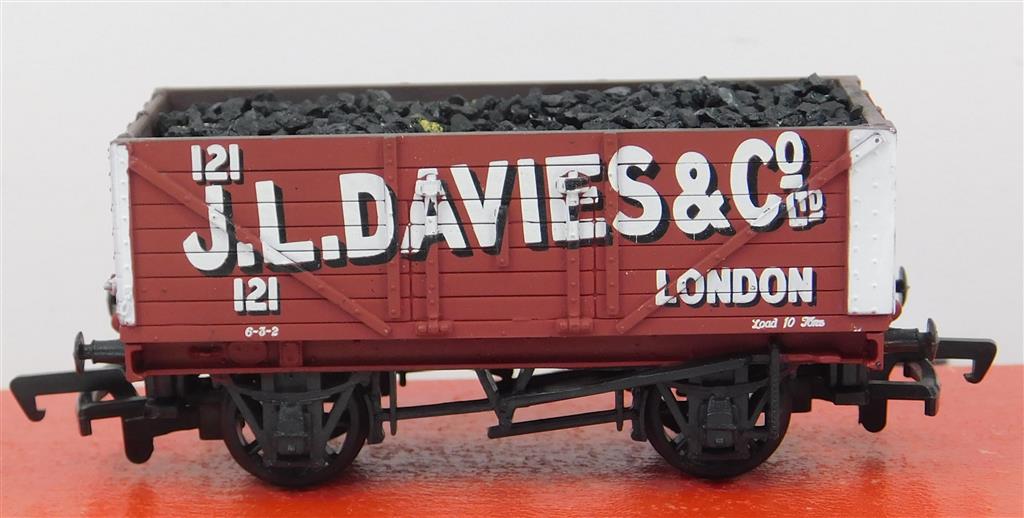 121
J.L.DAVIES & Co LTD
121
LONDON
6-3-2
Load 10 Tons